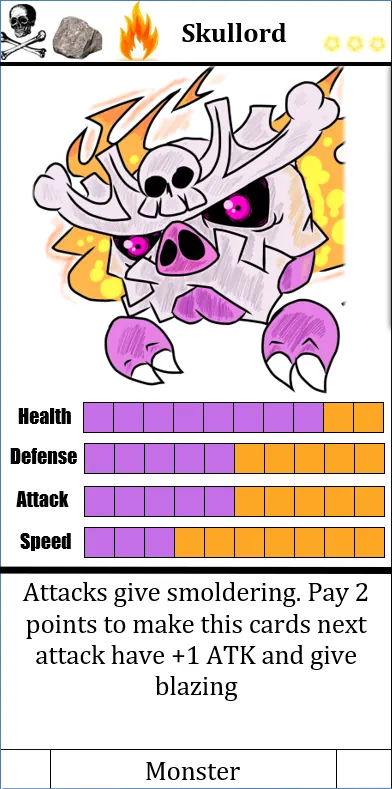 Skullord
Health
Defense
Attack
Speed
Attacks give smoldering. Pay 2
points to make this cards next
attack have +1 ATK and give
blazing
Monster